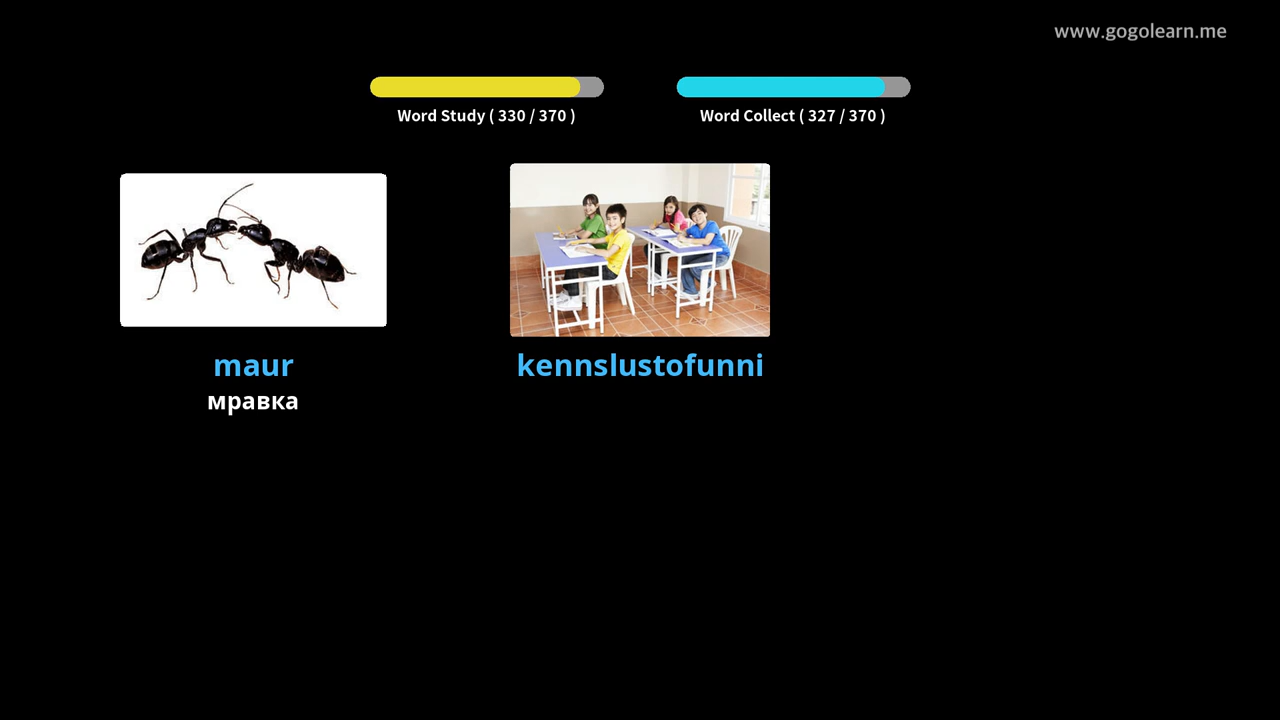 www.gogolearn.me
Word Study ( 330 / 370 )
Word Collect ( 327 / 370 )
maur
мравка
kennslustofunni